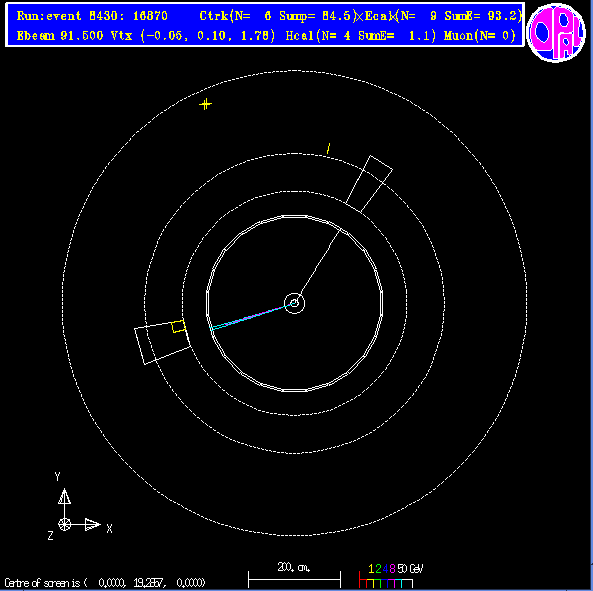 Run:event 8430: 16870 Ctrk(N= 6 Sump= 84.5) Ecal(N= 9 SumE= 93.2)
Ebeam 91.500 Vtx (-0.05, 0.10, 1.78) Hcal(N= 4 SumE= 1.1) Muon(N= 0)
OPAL
Y
X
Z
200. cm.
1 2 4 8 50 GeV
Centre of screen is ( 0.0000, 19.2857, 0.0000)